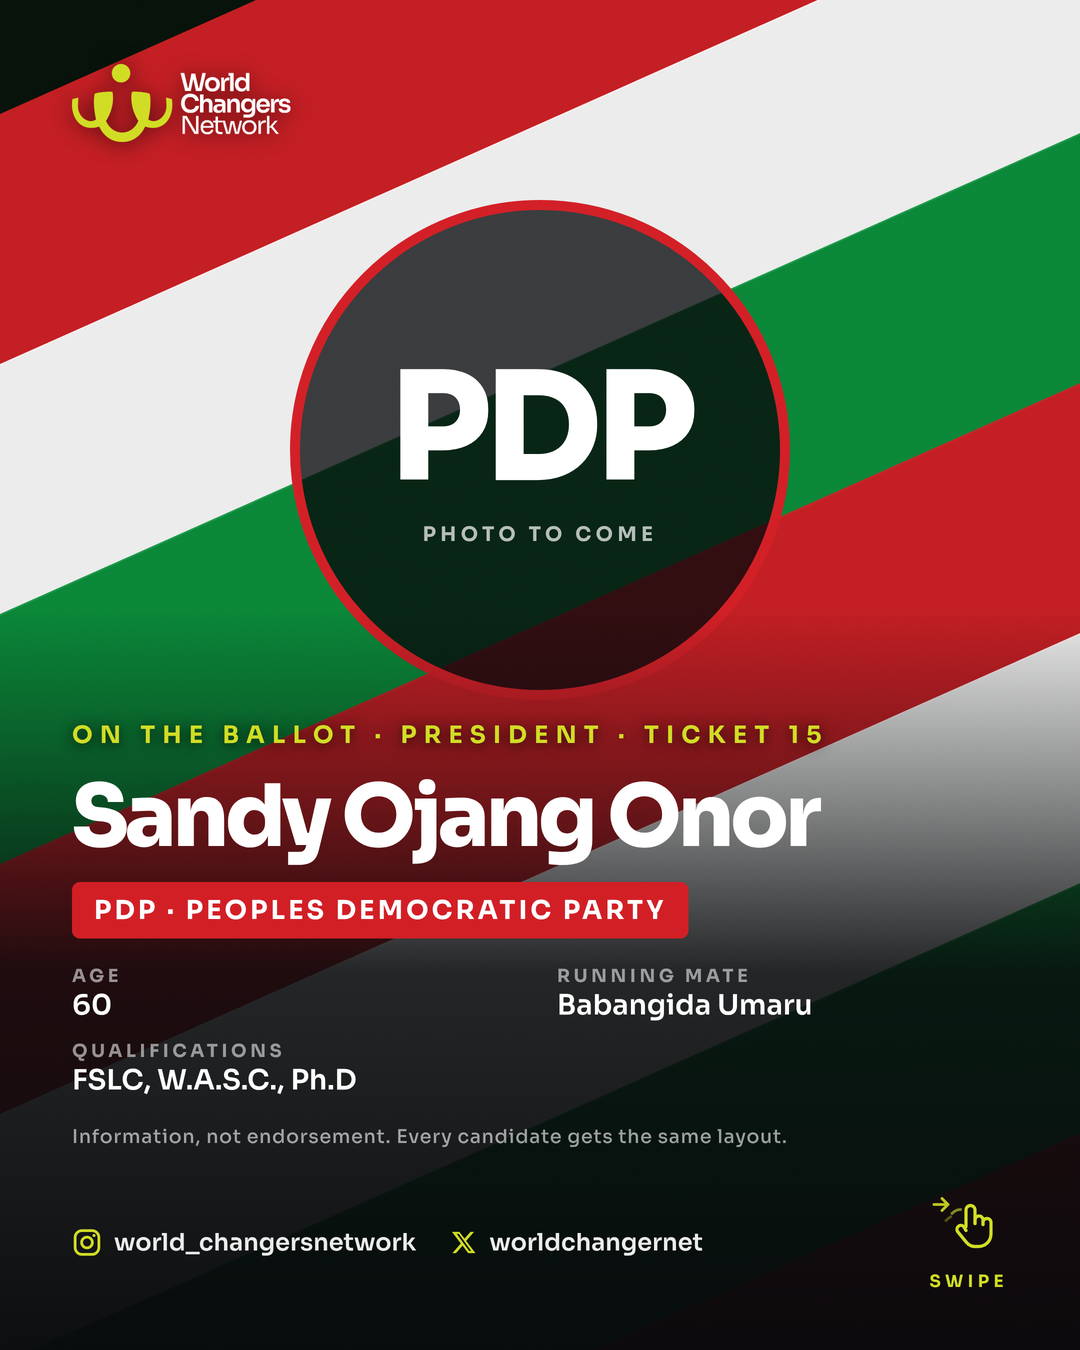 World
Changers
Network
PDP
PHOTO TO COME
ON THE BALLOT · PRESIDENT · TICKET 15
Sandy Ojang Onor
PDP · PEOPLES DEMOCRATIC PARTY
AGE
60
RUNNING MATE
Babangida Umaru
QUALIFICATIONS
FSLC, W.A.S.C., Ph.D
Information, not endorsement. Every candidate gets the same layout.
world_changersnetwork
worldchangernet
SWIPE